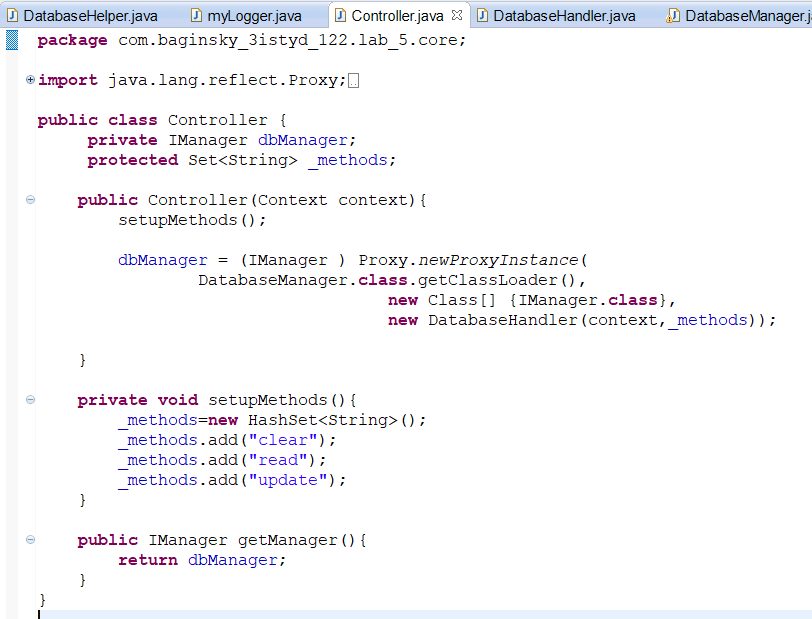 DatabaseHelper.java myLogger.java Controller.java DatabaseHandler.java DatabaseManager.j
package com.baginsky_3istyd_122.lab_5.core;
import java.lang.reflect.Proxy;
public class Controller {
private IManager dbManager;
protected Set<String> _methods;
public Controller(Context context){
setupMethods();
dbManager = (IManager ) Proxy.newProxyInstance(
DatabaseManager.class.getClassLoader(),
new Class[] {IManager.class},
new DatabaseHandler(context,_methods));
}
private void setupMethods(){
_methods=new HashSet<String>();
_methods.add("clear");
_methods.add("read");
_methods.add("update");
}
public IManager getManager(){
return dbManager;
}
}